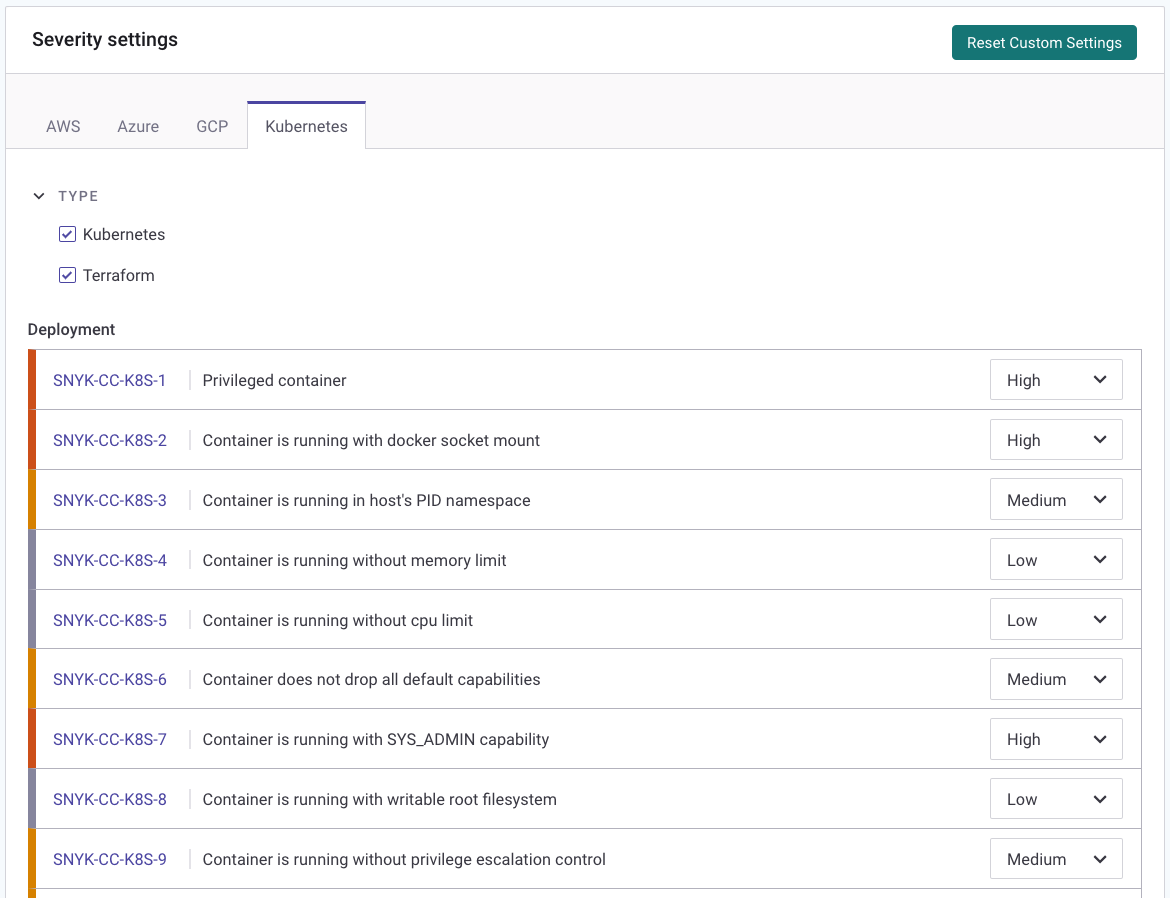 Severity settings
Reset Custom Settings
AWS Azure GCP Kubernetes
TYPE
Kubernetes
Terraform
Deployment
SNYK-CC-K8S-1 Privileged container High
SNYK-CC-K8S-2 Container is running with docker socket mount High
SNYK-CC-K8S-3 Container is running in host's PID namespace Medium
SNYK-CC-K8S-4 Container is running without memory limit Low
SNYK-CC-K8S-5 Container is running without cpu limit Low
SNYK-CC-K8S-6 Container does not drop all default capabilities Medium
SNYK-CC-K8S-7 Container is running with SYS_ADMIN capability High
SNYK-CC-K8S-8 Container is running with writable root filesystem Low
SNYK-CC-K8S-9 Container is running without privilege escalation control Medium